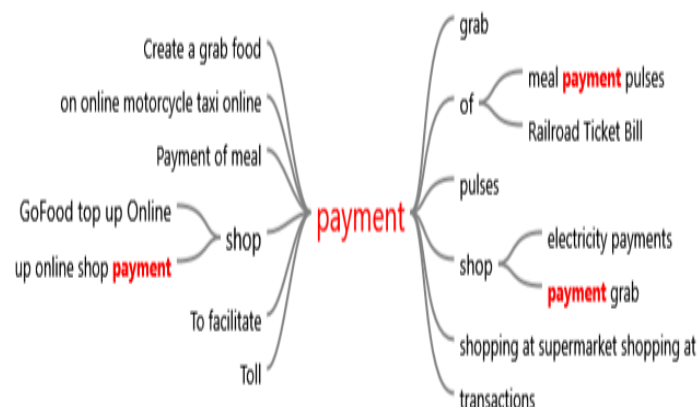 Create a grab food
on online motorcycle taxi online
Payment of meal
GoFood top up Online
up online shop payment
shop
To facilitate
Toll
payment
grab
of
meal payment pulses
Railroad Ticket Bill
pulses
shop
electricity payments
payment grab
shopping at supermarket shopping at
transactions